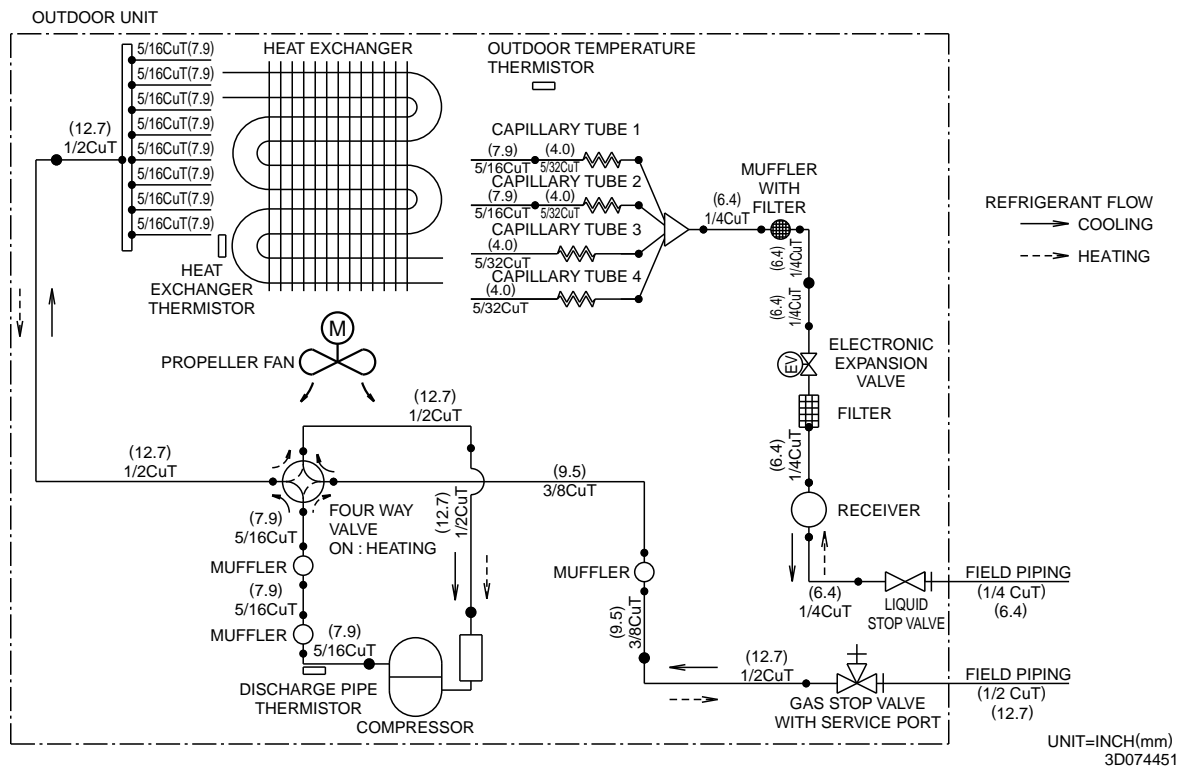 OUTDOOR UNIT
5/16CuT(7.9)
5/16CuT(7.9)
5/16CuT(7.9)
5/16CuT(7.9)
5/16CuT(7.9)
5/16CuT(7.9)
5/16CuT(7.9)
5/16CuT(7.9)
(12.7)
1/2CuT
HEAT EXCHANGER
HEAT
EXCHANGER
THERMISTOR
OUTDOOR TEMPERATURE
THERMISTOR
CAPILLARY TUBE 1
(7.9) (4.0)
5/16CuT 5/32CuT
CAPILLARY TUBE 2
(7.9) (4.0)
5/16CuT 5/32CuT
CAPILLARY TUBE 3
(4.0)
5/32CuT
CAPILLARY TUBE 4
(4.0)
5/32CuT
(6.4)
1/4CuT
MUFFLER
WITH
FILTER
(6.4)
1/4CuT
(6.4)
1/4CuT
REFRIGERANT FLOW
COOLING
HEATING
M
PROPELLER FAN
EV
ELECTRONIC
EXPANSION
VALVE
FILTER
(6.4)
1/4CuT
RECEIVER
(12.7)
1/2CuT
(12.7)
1/2CuT
(12.7)
1/2CuT
(9.5)
3/8CuT
FOUR WAY
VALVE
ON : HEATING
(7.9)
5/16CuT
MUFFLER
(7.9)
5/16CuT
MUFFLER
(7.9)
5/16CuT
DISCHARGE PIPE
THERMISTOR
COMPRESSOR
MUFFLER
(9.5)
3/8CuT
(6.4)
1/4CuT
LIQUID
STOP VALVE
FIELD PIPING
(1/4 CuT)
(6.4)
(12.7)
1/2CuT
GAS STOP VALVE
WITH SERVICE PORT
FIELD PIPING
(1/2 CuT)
(12.7)
UNIT=INCH(mm)
3D074451